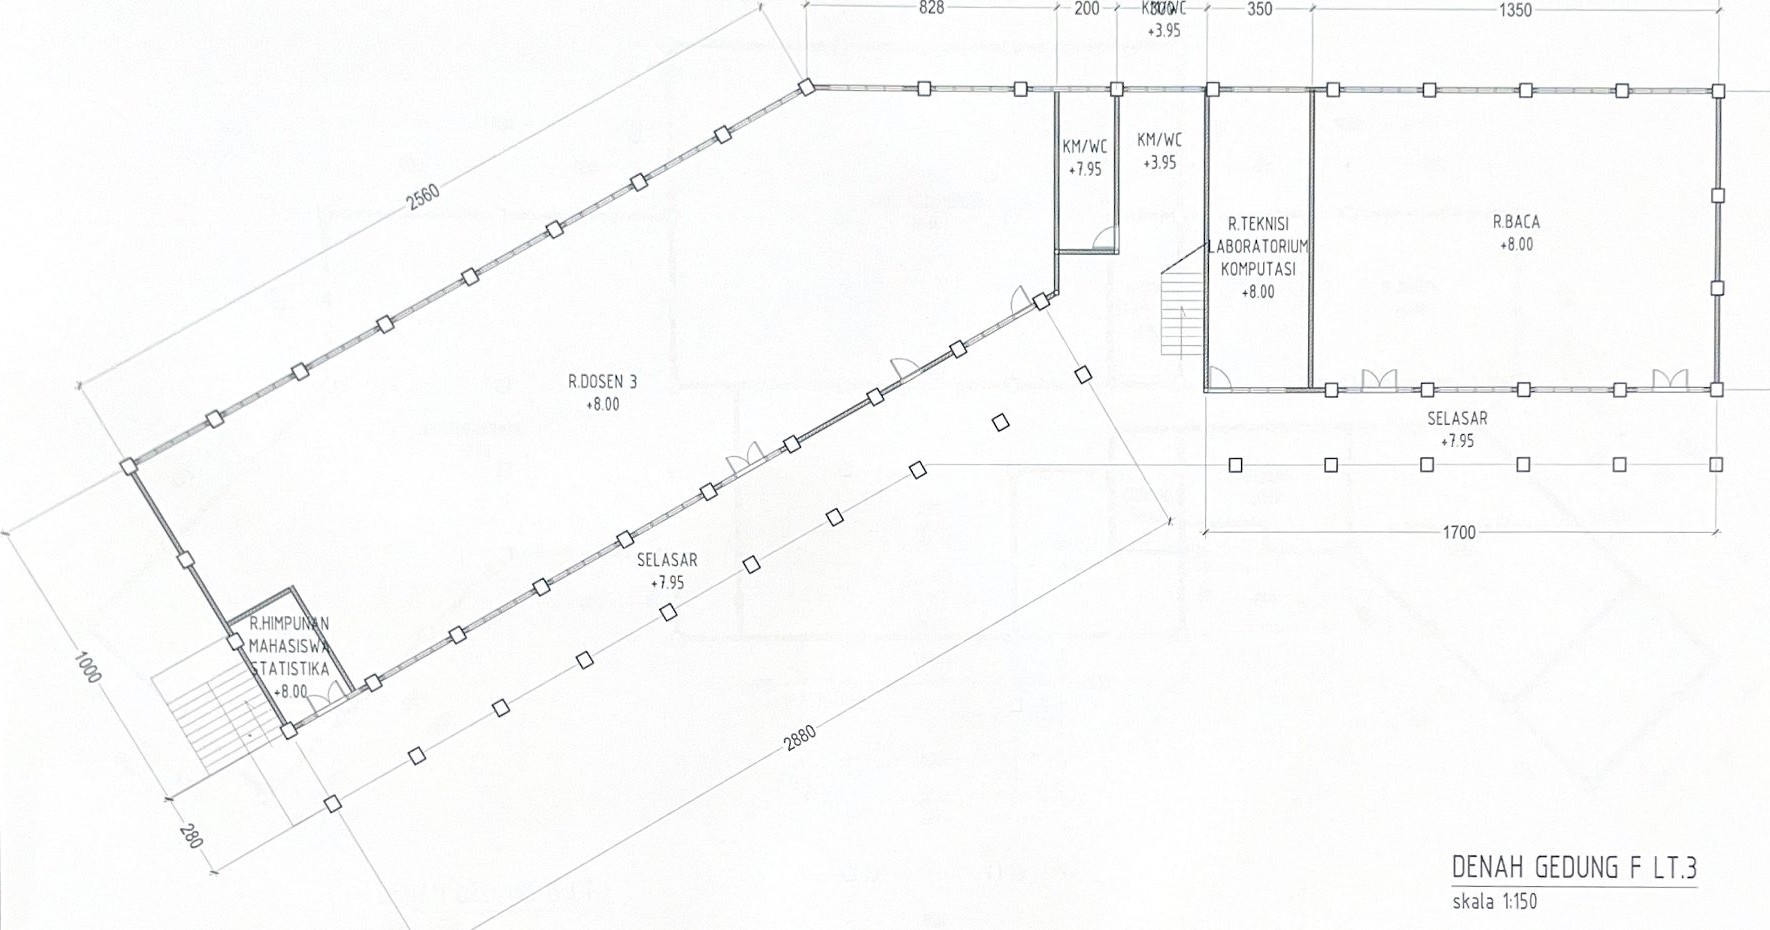 828
200
KM/WC
+3.95
350
1350
2560
KM/WC
+7.95
KM/WC
+3.95
R.TEKNISI
LABORATORIUM
KOMPUTASI
+8.00
R.BACA
+8.00
R.DOSEN 3
+8.00
SELASAR
+7.95
1700
SELASAR
+7.95
R.HIMPUNAN
MAHASISWA
STATISTIKA
+8.00
1000
280
2880
DENAH GEDUNG F LT.3
skala 1:150